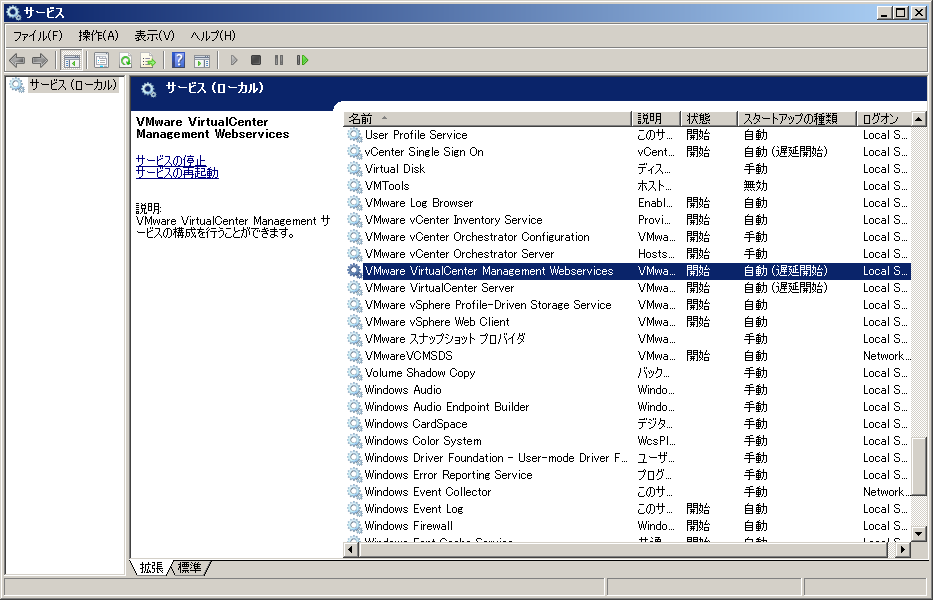 サービス
ファイル(F) 操作(A) 表示(V) ヘルプ(H)
サービス (ローカル)
サービス (ローカル)
VMware VirtualCenter
Management Webservices
サービスの停止
サービスの再起動
説明:
VMware VirtualCenter Management サ
ービスの構成を行うことができます。
名前 説明 状態 スタートアップの種類 ログオン
User Profile Service このサ... 開始 自動 Local S...
vCenter Single Sign On vCent... 開始 自動 (遅延開始) Local S...
Virtual Disk ディス... 手動 Local S...
VMTools ホスト... 無効 Local S...
VMware Log Browser Enabl... 開始 自動 Local S...
VMware vCenter Inventory Service Provi... 開始 自動 Local S...
VMware vCenter Orchestrator Configuration VMwa... 開始 手動 Local S...
VMware vCenter Orchestrator Server Hosts... 開始 手動 Local S...
VMware VirtualCenter Management Webservices VMwa... 開始 自動 (遅延開始) Local S...
VMware VirtualCenter Server VMwa... 開始 自動 (遅延開始) Local S...
VMware vSphere Profile-Driven Storage Service VMwa... 開始 自動 Local S...
VMware vSphere Web Client VMwa... 開始 自動 Local S...
VMware スナップショット プロバイダ VMwa... 手動 Local S...
VMwareVCMSDS VMwa... 開始 自動 Network...
Volume Shadow Copy バック... 手動 Local S...
Windows Audio Windo... 手動 Local S...
Windows Audio Endpoint Builder Windo... 手動 Local S...
Windows CardSpace デジタ... 手動 Local S...
Windows Color System WcsPl... 手動 Local S...
Windows Driver Foundation - User-mode Driver F... ユーザ... 手動 Local S...
Windows Error Reporting Service プログ... 手動 Local S...
Windows Event Collector このサ... 手動 Network...
Windows Event Log このサ... 開始 自動 Local S...
Windows Firewall Windo... 開始 自動 Local S...
Windows Font Cache Service 共通... 開始 自動 Local S...
拡張 標準